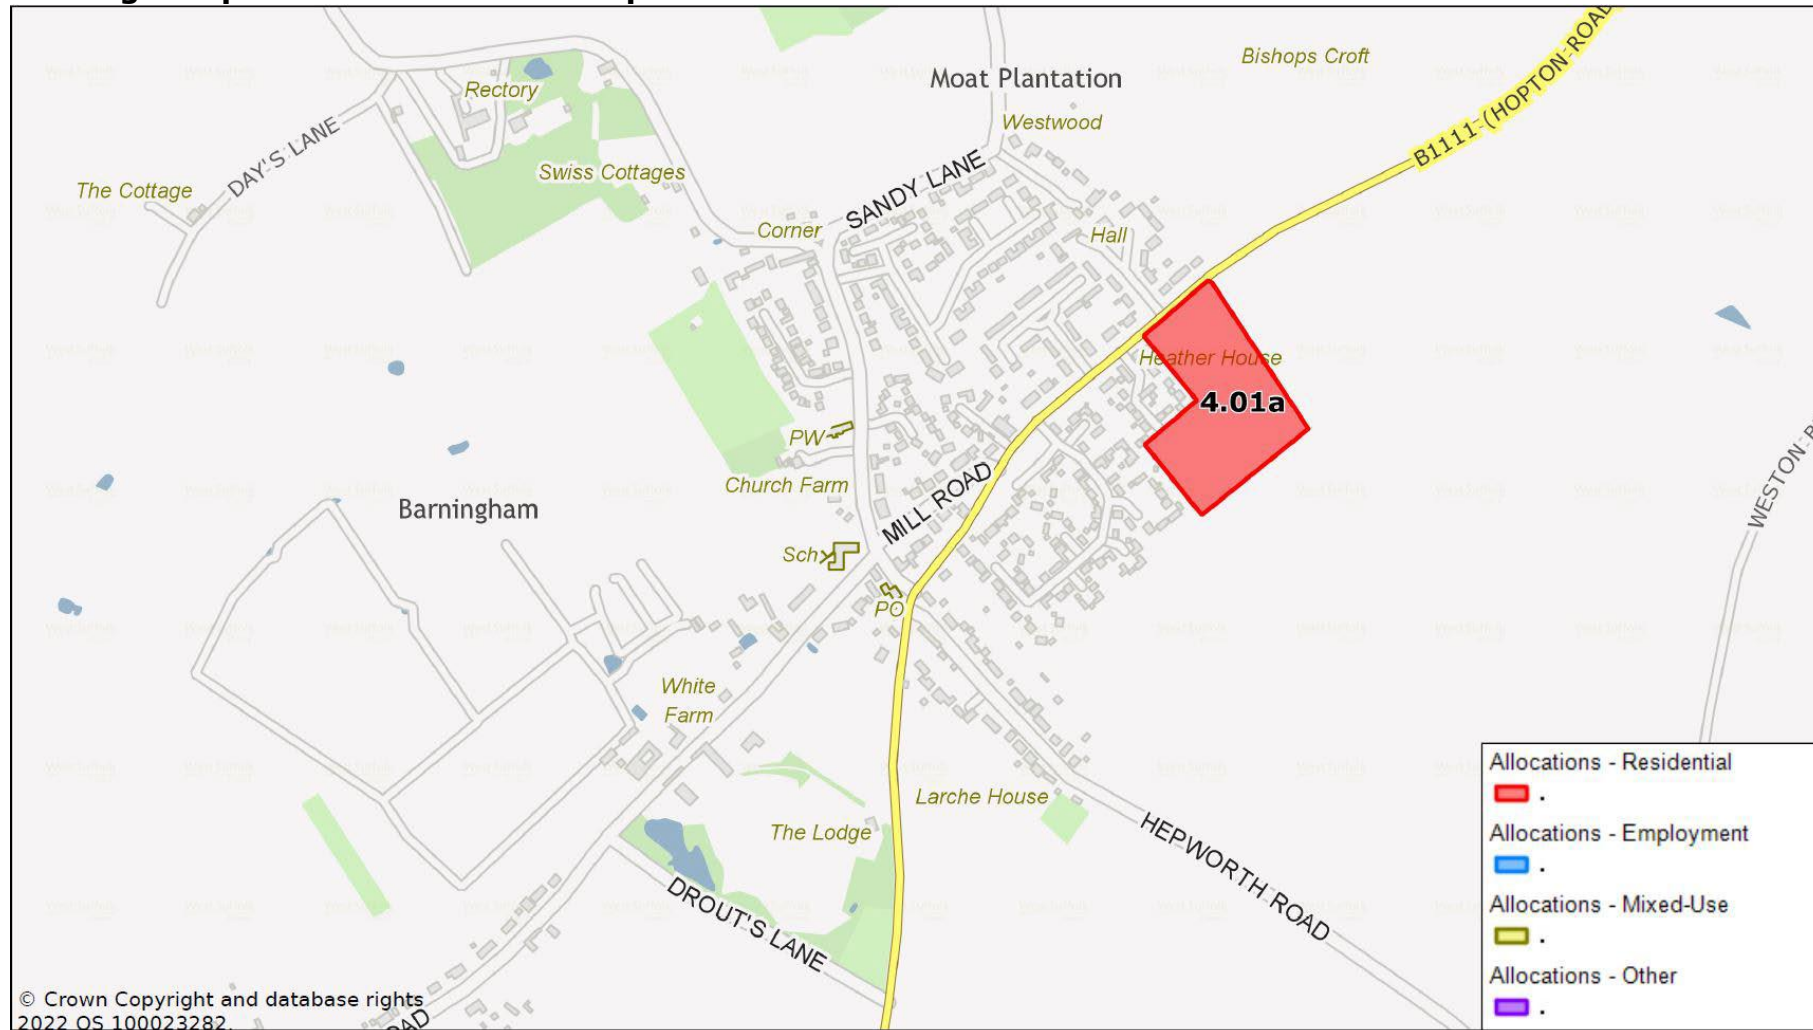 Bishops Croft
B1111 (HOPTON ROAD
Moat Plantation
Rectory
Westwood
DAY'S LANE
Swiss Cottages
The Cottage
SANDY LANE
Corner
Hall
Heather House
4.01a
PW
Church Farm
MILL ROAD
WESTON R
Barningham
Sch
PO
White
Farm
Larche House
The Lodge
HEPWORTH ROAD
DROUT'S LANE
OAD
Allocations - Residential
.
Allocations - Employment
.
Allocations - Mixed-Use
.
Allocations - Other
.
© Crown Copyright and database rights
2022 OS 100023282.